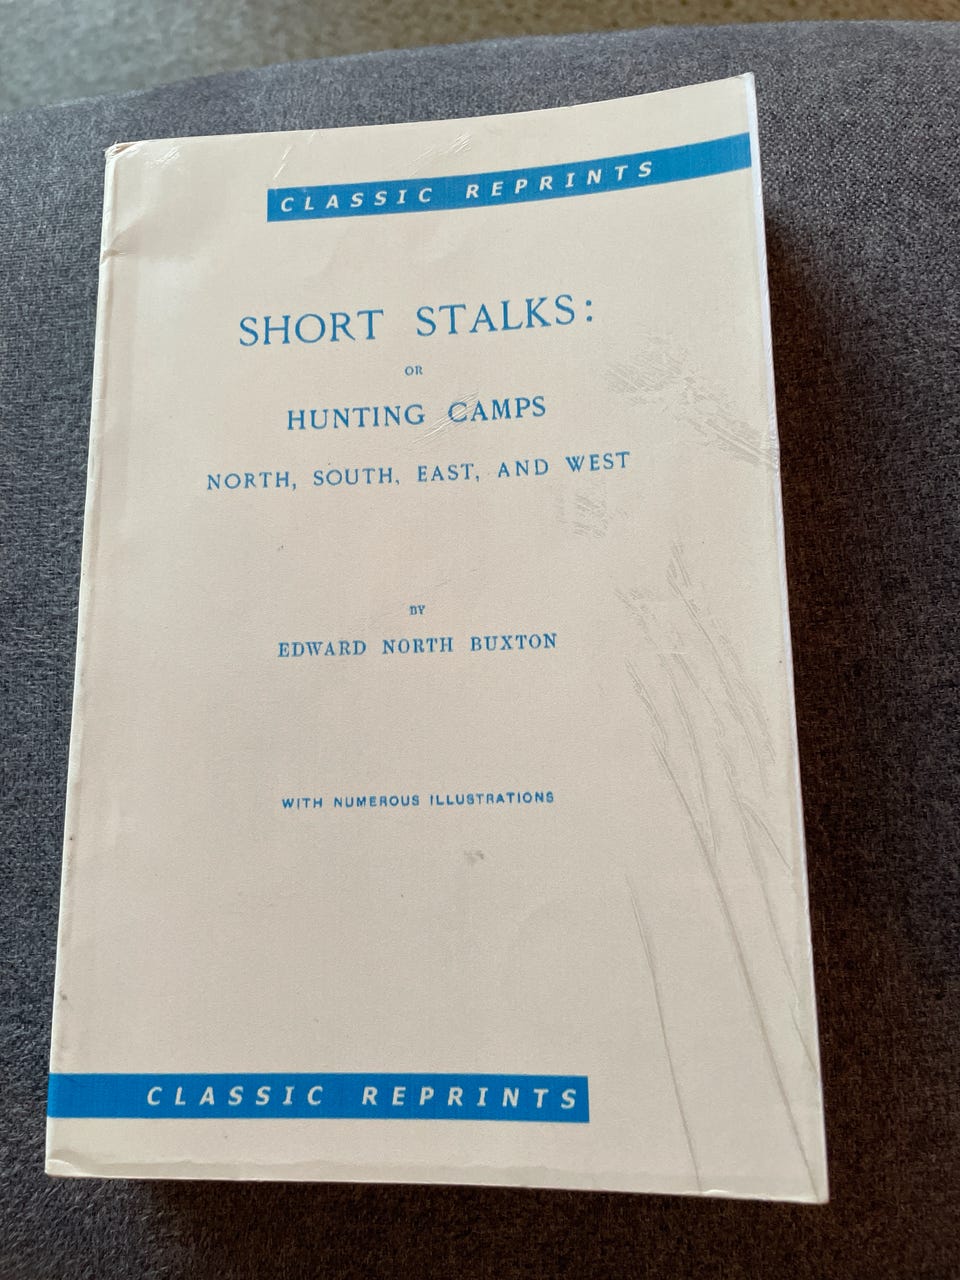 CLASSIC REPRINTS
SHORT STALKS:
OR
HUNTING CAMPS
NORTH, SOUTH, EAST, AND WEST
BY
EDWARD NORTH BUXTON
WITH NUMEROUS ILLUSTRATIONS
CLASSIC REPRINTS